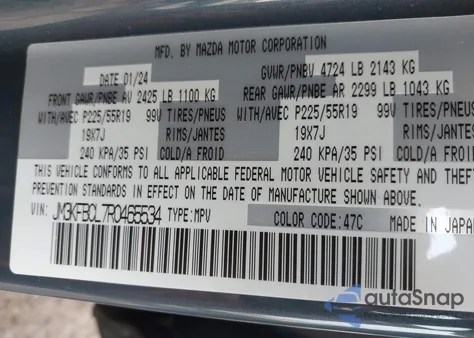 MFD. BY MAZDA MOTOR CORPORATION
DATE 01/24
GVWR/PNBV 4724 LB 2143 KG
FRONT GAWR/PNBE AV 2425 LB 1100 KG
REAR GAWR/PNBE AR 2299 LB 1043 KG
WITH/AVEC P225/55R19 99V TIRES/PNEUS
WITH/AVEC P225/55R19 99V TIRES/PNEUS
19X7J RIMS/JANTES
19X7J RIMS/JANTES
240 KPA/35 PSI COLD/A FROID
240 KPA/35 PSI COLD/A FROID
THIS VEHICLE CONFORMS TO ALL APPLICABLE FEDERAL MOTOR VEHICLE SAFETY AND THEFT
PREVENTION STANDARDS IN EFFECT ON THE DATE OF MANUFACTURE SHOWN ABOVE.
VIN: JM3KFBCL7R0465534 TYPE:MPV COLOR CODE:47C MADE IN JAPAN
autoSnap